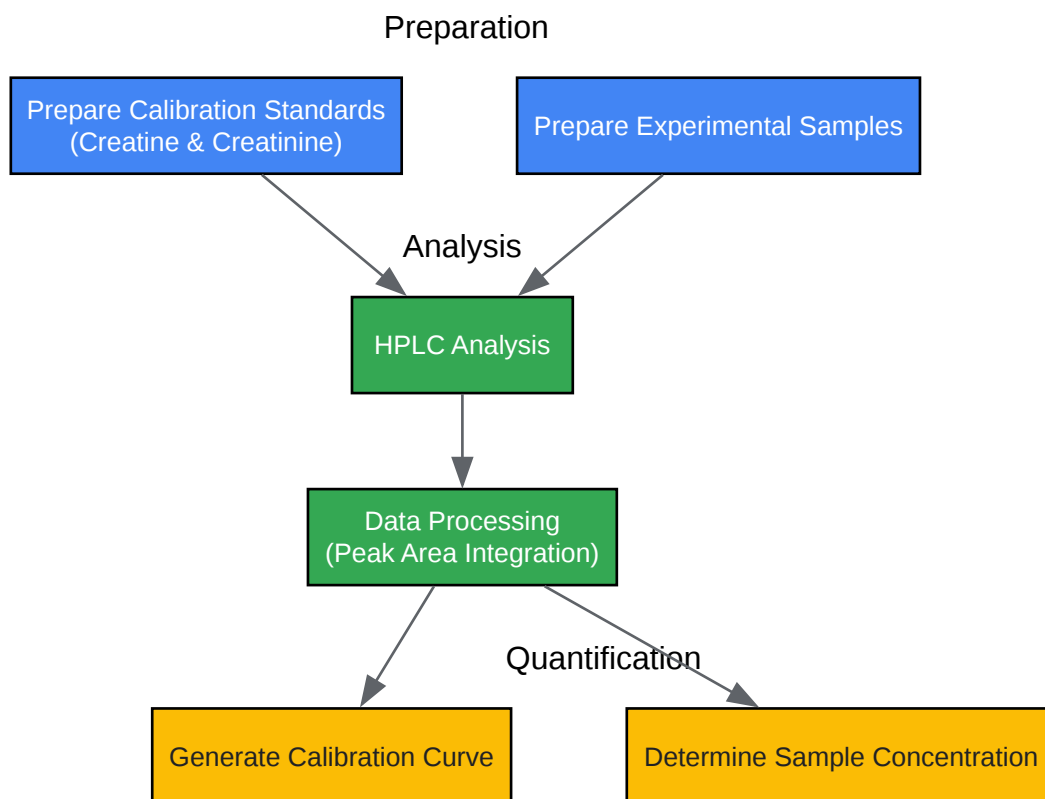 Preparation
Prepare Calibration Standards
(Creatine & Creatinine)
Prepare Experimental Samples
Analysis
HPLC Analysis
Data Processing
(Peak Area Integration)
Quantification
Generate Calibration Curve
Determine Sample Concentration